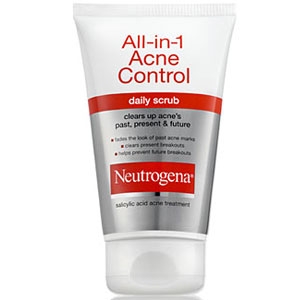 All-in-1
Acne
Control
daily scrub
clears up acne's
past, present & future
• fades the look of past acne marks
• clears present breakouts
• helps prevent future breakouts
Neutrogena®
salicylic acid acne treatment